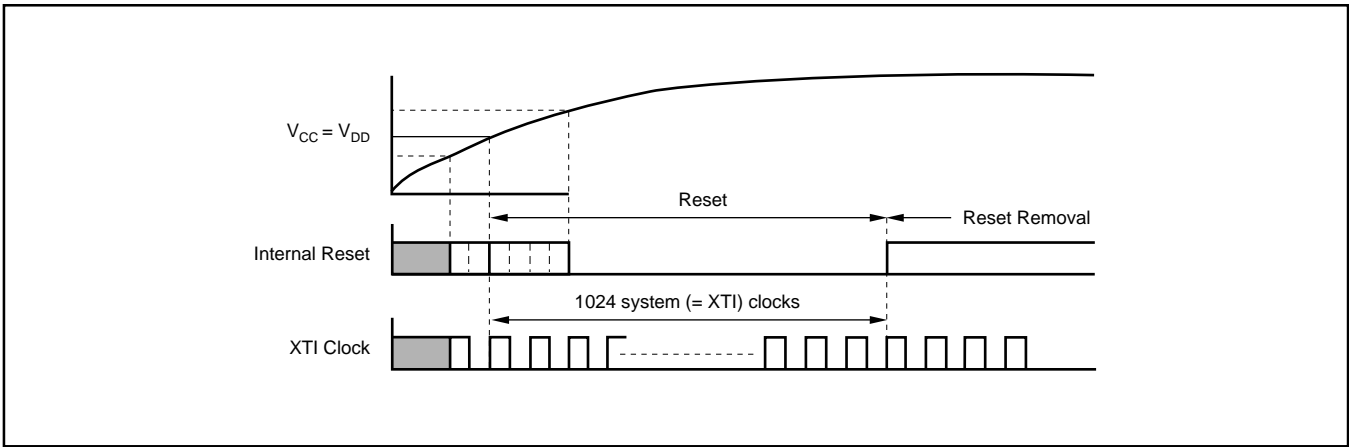 V_CC = V_DD
Reset
Reset Removal
Internal Reset
1024 system (= XTI) clocks
XTI Clock